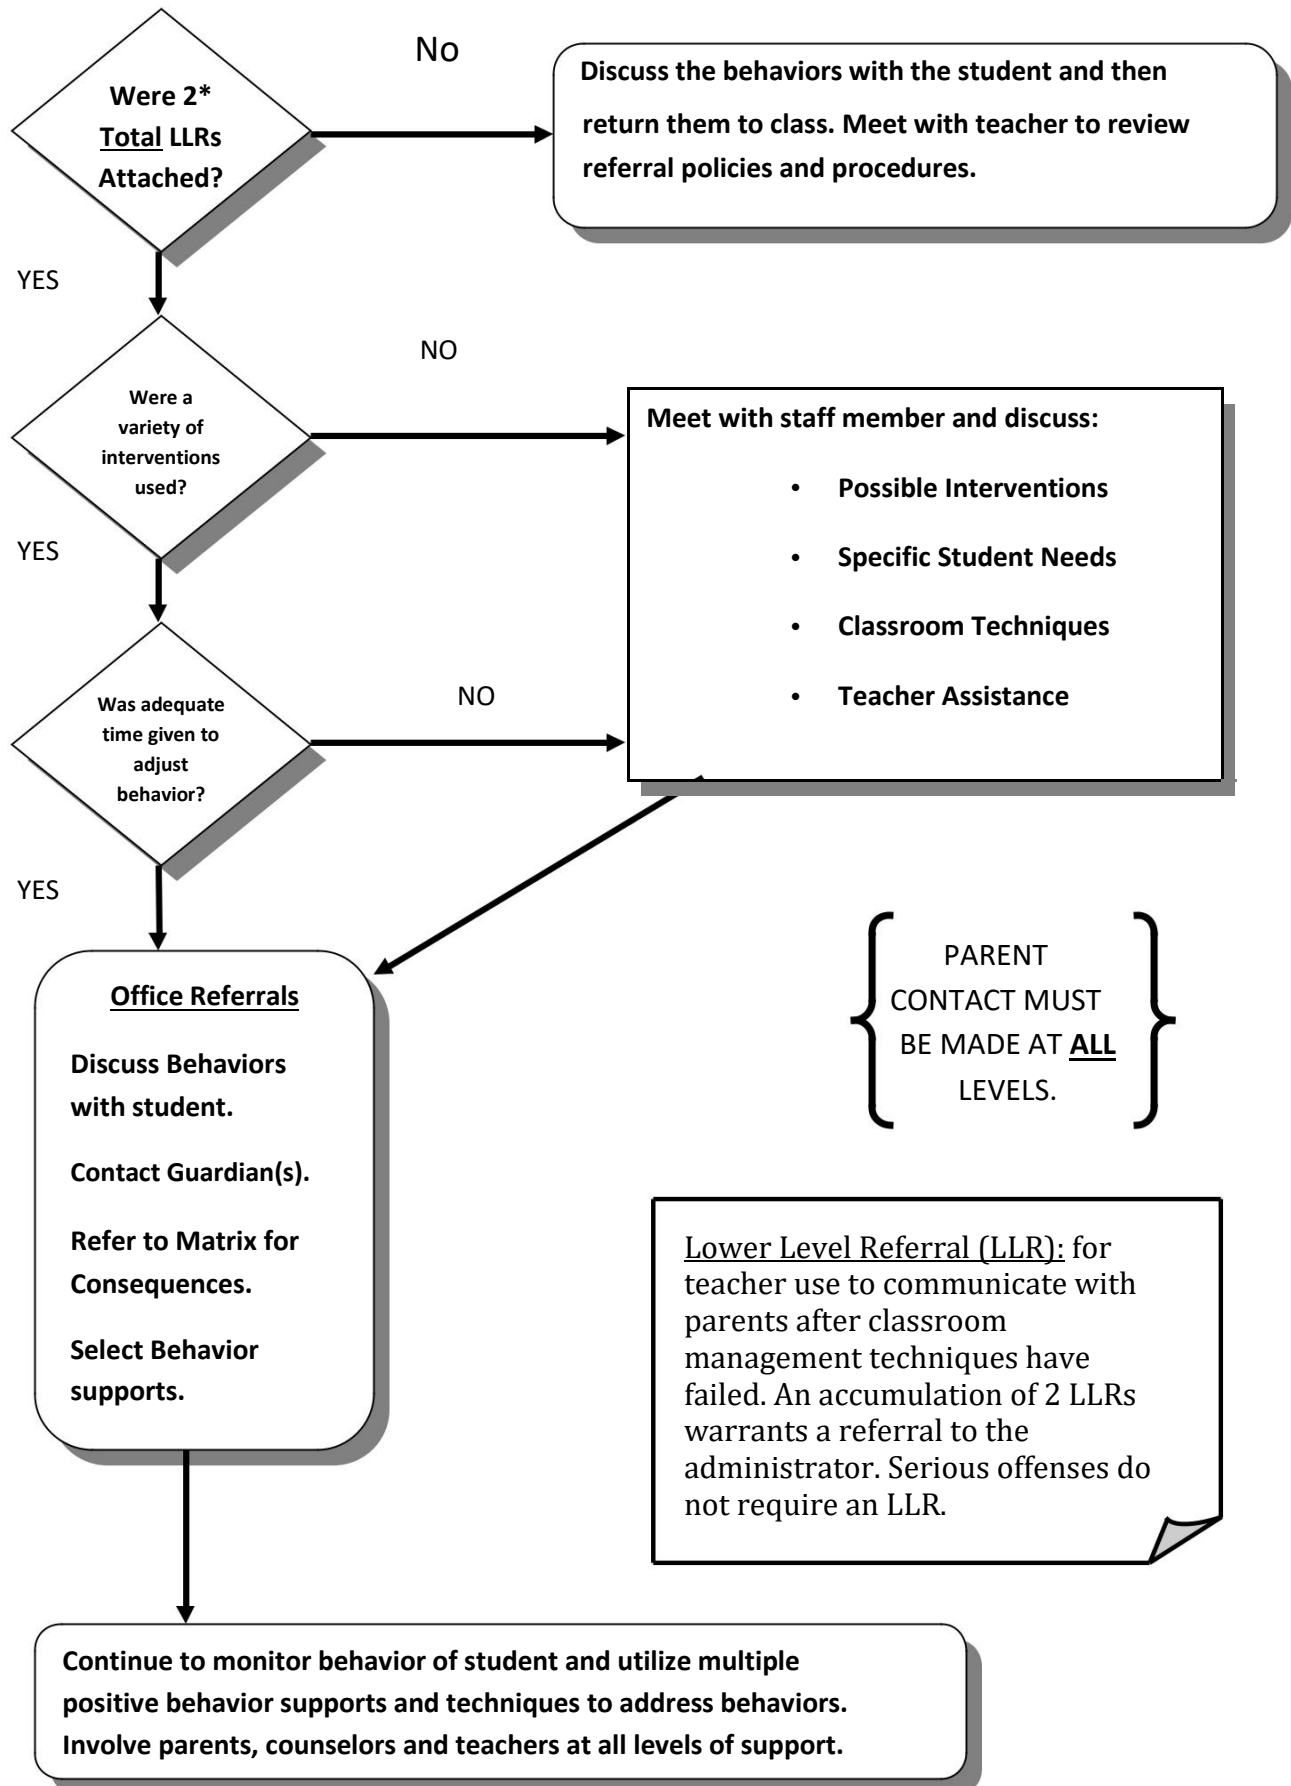 No
Were 2*
Total LLRs
Attached?
Discuss the behaviors with the student and then
return them to class. Meet with teacher to review
referral policies and procedures.
YES
NO
Were a
variety of
interventions
used?
Meet with staff member and discuss:
• Possible Interventions
• Specific Student Needs
• Classroom Techniques
• Teacher Assistance
YES
NO
Was adequate
time given to
adjust
behavior?
YES
Office Referrals
Discuss Behaviors
with student.
Contact Guardian(s).
Refer to Matrix for
Consequences.
Select Behavior
supports.
PARENT
CONTACT MUST
BE MADE AT ALL
LEVELS.
Lower Level Referral (LLR): for
teacher use to communicate with
parents after classroom
management techniques have
failed. An accumulation of 2 LLRs
warrants a referral to the
administrator. Serious offenses do
not require an LLR.
Continue to monitor behavior of student and utilize multiple
positive behavior supports and techniques to address behaviors.
Involve parents, counselors and teachers at all levels of support.